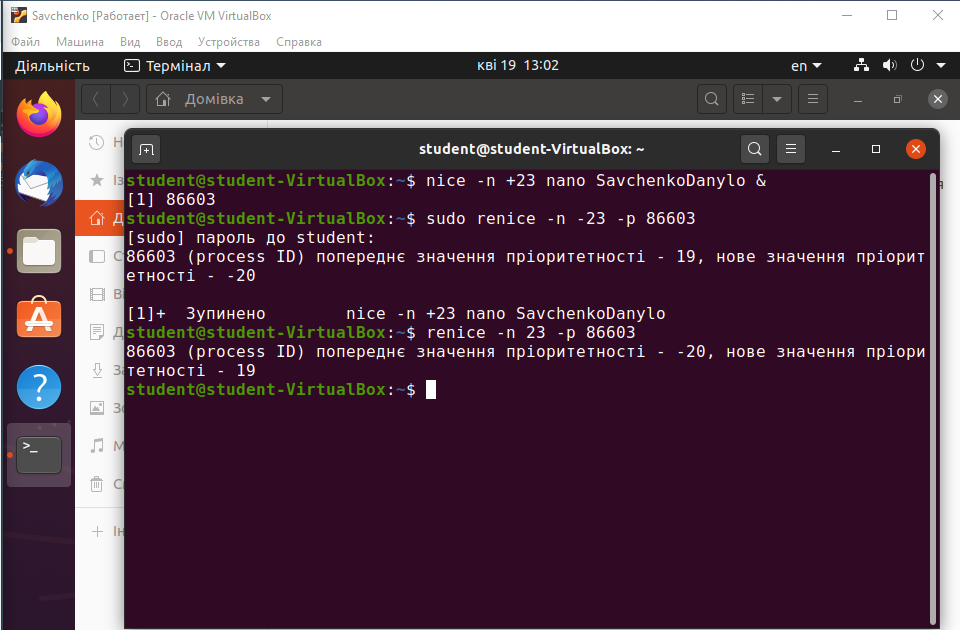 Savchenko [Работает] - Oracle VM VirtualBox
Файл Машина Вид Ввод Устройства Справка
Діяльність Термінал кві 19 13:02 en
Домівка
student@student-VirtualBox: ~
student@student-VirtualBox:~$ nice -n +23 nano SavchenkoDanylo &
[1] 86603
student@student-VirtualBox:~$ sudo renice -n -23 -p 86603
[sudo] пароль до student:
86603 (process ID) попереднє значення пріоритетності - 19, нове значення пріорит
етності - -20
[1]+ Зупинено nice -n +23 nano SavchenkoDanylo
student@student-VirtualBox:~$ renice -n 23 -p 86603
86603 (process ID) попереднє значення пріоритетності - -20, нове значення пріори
тетності - 19
student@student-VirtualBox:~$